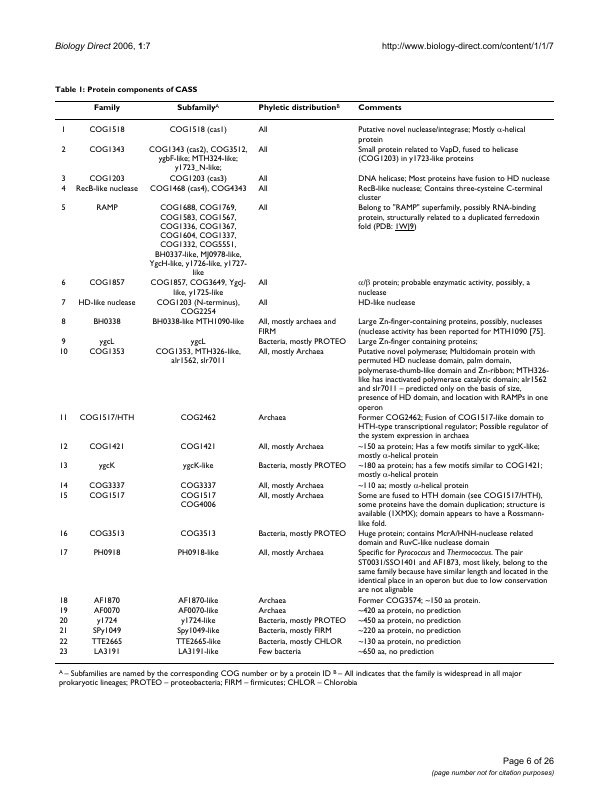 Biology Direct 2006, 1:7 http://www.biology-direct.com/content/1/1/7
Table 1: Protein components of CASS
Family SubfamilyA Phyletic distributionB Comments
1 COG1518 COG1518 (cas1) All Putative novel nuclease/integrase; Mostly α-helical
protein
2 COG1343 COG1343 (cas2), COG3512, All Small protein related to VapD, fused to helicase
ygbF-like; MTH324-like; (COG1203) in y1723-like proteins
y1723_N-like;
3 COG1203 COG1203 (cas3) All DNA helicase; Most proteins have fusion to HD nuclease
4 RecB-like nuclease COG1468 (cas4), COG4343 All RecB-like nuclease; Contains three-cysteine C-terminal
cluster
5 RAMP COG1688, COG1769, All Belong to "RAMP" superfamily, possibly RNA-binding
COG1583, COG1567, protein, structurally related to a duplicated ferredoxin
COG1336, COG1367, fold (PDB: 1WJ9)
COG1604, COG1337,
COG1332, COG5551,
BH0337-like, MJ0978-like,
YgcH-like, y1726-like, y1727-
like
6 COG1857 COG1857, COG3649, YgcJ- All α/β protein; probable enzymatic activity, possibly, a
like, y1725-like nuclease
7 HD-like nuclease COG1203 (N-terminus), All HD-like nuclease
COG2254
8 BH0338 BH0338-like MTH1090-like All, mostly archaea and Large Zn-finger-containing proteins, possibly, nucleases
FIRM (nuclease activity has been reported for MTH1090 [75].
9 ygcL ygcL Bacteria, mostly PROTEO Large Zn-finger containing proteins;
10 COG1353 COG1353, MTH326-like, All, mostly Archaea Putative novel polymerase; Multidomain protein with
alr1562, slr7011 permuted HD nuclease domain, palm domain,
polymerase-thumb-like domain and Zn-ribbon; MTH326-
like has inactivated polymerase catalytic domain; alr1562
and slr7011 – predicted only on the basis of size,
presence of HD domain, and location with RAMPs in one
operon
11 COG1517/HTH COG2462 Archaea Former COG2462; Fusion of COG1517-like domain to
HTH-type transcriptional regulator; Possible regulator of
the system expression in archaea
12 COG1421 COG1421 All, mostly Archaea ~150 aa protein; Has a few motifs similar to ygcK-like;
mostly α-helical protein
13 ygcK ygcK-like Bacteria, mostly PROTEO ~180 aa protein; has a few motifs similar to COG1421;
mostly α-helical protein
14 COG3337 COG3337 All, mostly Archaea ~110 aa; mostly α-helical protein
15 COG1517 COG1517 All, mostly Archaea Some are fused to HTH domain (see COG1517/HTH),
COG4006 some proteins have the domain duplication; structure is
available (1XMX); domain appears to have a Rossmann-
like fold.
16 COG3513 COG3513 Bacteria, mostly PROTEO Huge protein; contains McrA/HNH-nuclease related
domain and RuvC-like nuclease domain
17 PH0918 PH0918-like All, mostly Archaea Specific for Pyrococcus and Thermococcus. The pair
ST0031/SSO1401 and AF1873, most likely, belong to the
same family because have similar length and located in the
identical place in an operon but due to low conservation
are not alignable
18 AF1870 AF1870-like Archaea Former COG3574; ~150 aa protein.
19 AF0070 AF0070-like Archaea ~420 aa protein, no prediction
20 y1724 y1724-like Bacteria, mostly PROTEO ~450 aa protein, no prediction
21 SPy1049 Spy1049-like Bacteria, mostly FIRM ~220 aa protein, no prediction
22 TTE2665 TTE2665-like Bacteria, mostly CHLOR ~130 aa protein, no prediction
23 LA3191 LA3191-like Few bacteria ~650 aa, no prediction
A – Subfamilies are named by the corresponding COG number or by a protein ID B – All indicates that the family is widespread in all major
prokaryotic lineages; PROTEO – proteobacteria; FIRM – firmicutes; CHLOR – Chlorobia
Page 6 of 26
(page number not for citation purposes)